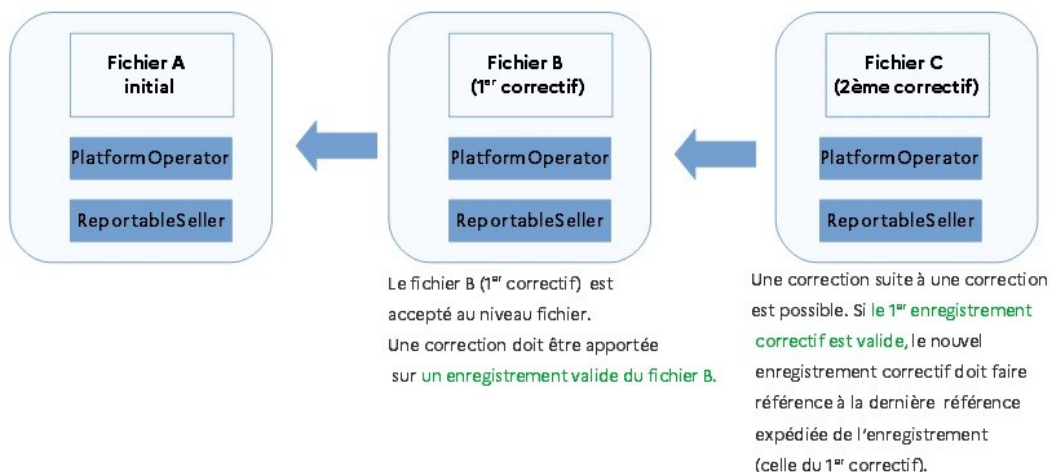 Fichier A
initial
PlatformOperator
ReportableSeller
Fichier B
(1er correctif)
PlatformOperator
ReportableSeller
Le fichier B (1er correctif) est
accepté au niveau fichier.
Une correction doit être apportée
sur un enregistrement valide du fichier B.
Fichier C
(2ème correctif)
PlatformOperator
ReportableSeller
Une correction suite à une correction
est possible. Si le 1er enregistrement
correctif est valide, le nouvel
enregistrement correctif doit faire
référence à la dernière référence
expédiée de l'enregistrement
(celle du 1er correctif).